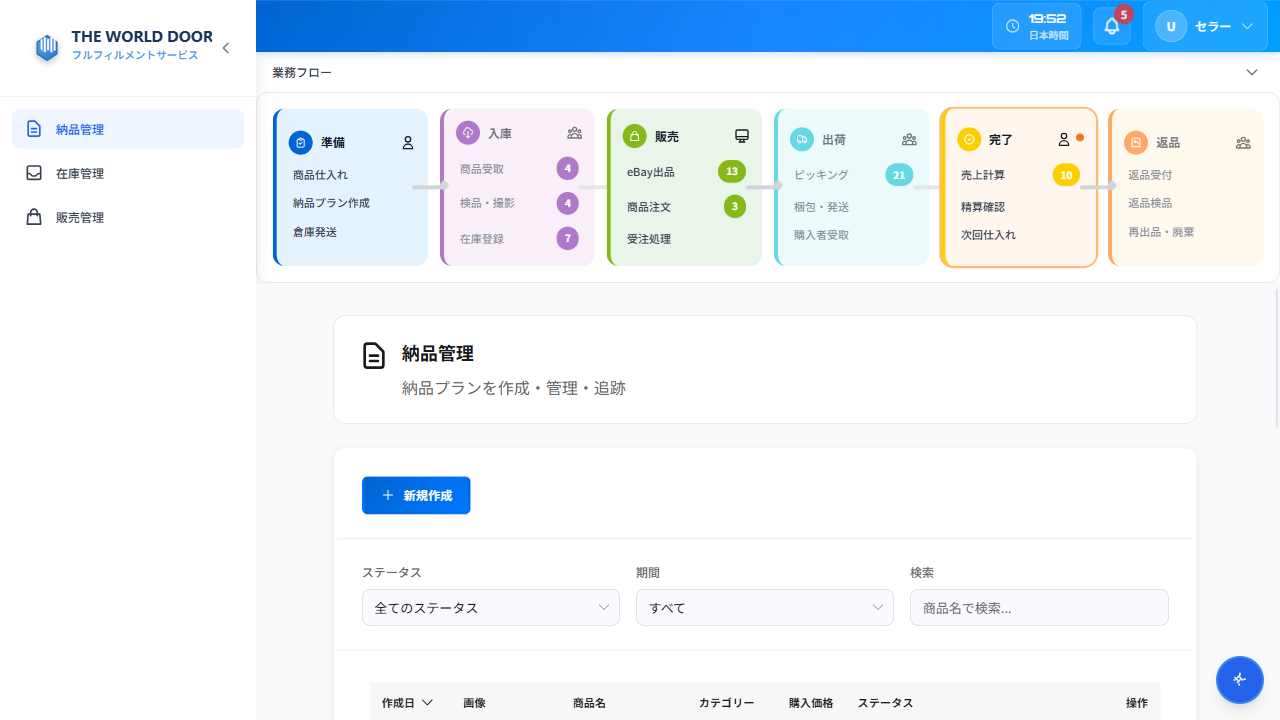 THE WORLD DOOR
フルフィルメントサービス
19:52
日本時間
5
U
セラー
納品管理
在庫管理
販売管理
業務フロー
準備
商品仕入れ
納品プラン作成
倉庫発送
入庫
商品受取
4
検品・撮影
4
在庫登録
7
販売
eBay出品
13
商品注文
3
受注処理
出荷
ピッキング
21
梱包・発送
購入者受取
完了
売上計算
10
精算確認
次回仕入れ
返品
返品受付
返品検品
再出品・廃棄
納品管理
納品プランを作成・管理・追跡
新規作成
ステータス
期間
検索
全てのステータス
すべて
商品名で検索...
作成日
画像
商品名
カテゴリー
購入価格
ステータス
操作